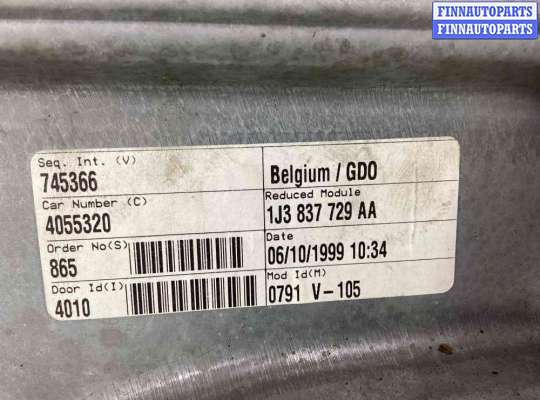 FINNAUTOPARTS
FINNAUTOPARTS
Seq. Int. (V)
745366
Car Number (C)
4055320
Order No(S)
865
Door Id(I)
4010
Belgium / GDO
Reduced Module
1J3 837 729 AA
Date
06/10/1999 10:34
Mod Id(M)
0791 V-105